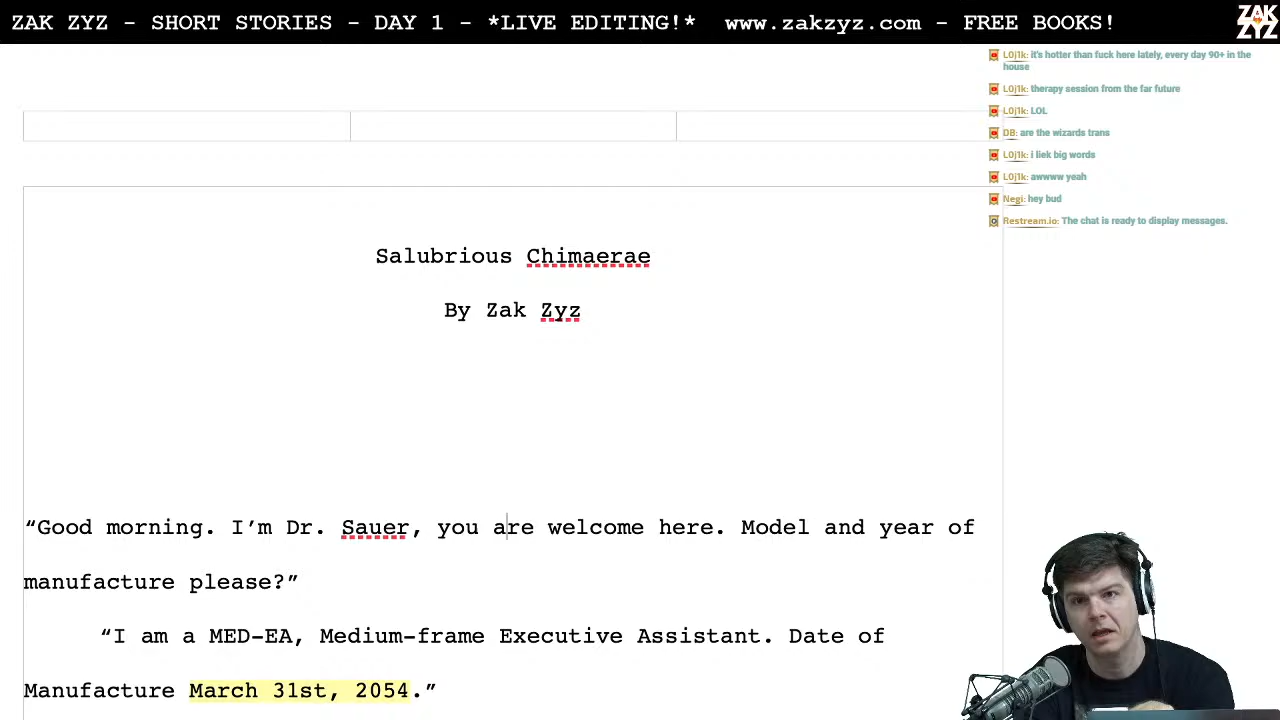 ZAK ZYZ - SHORT STORIES - DAY 1 - *LIVE EDITING!* www.zakzyz.com - FREE BOOKS!
ZAK
ZYZ
L0j1k: it's hotter than fuck here lately, every day 90+ in the
house
L0j1k: therapy session from the far future
L0j1k: LOL
DB: are the wizards trans
L0j1k: i liek big words
L0j1k: awwww yeah
Negi: hey bud
Restream.io: The chat is ready to display messages.
Salubrious Chimaerae
By Zak Zyz
“Good morning. I’m Dr. Sauer, you are welcome here. Model and year of
manufacture please?”
“I am a MED-EA, Medium-frame Executive Assistant. Date of
Manufacture March 31st, 2054.”